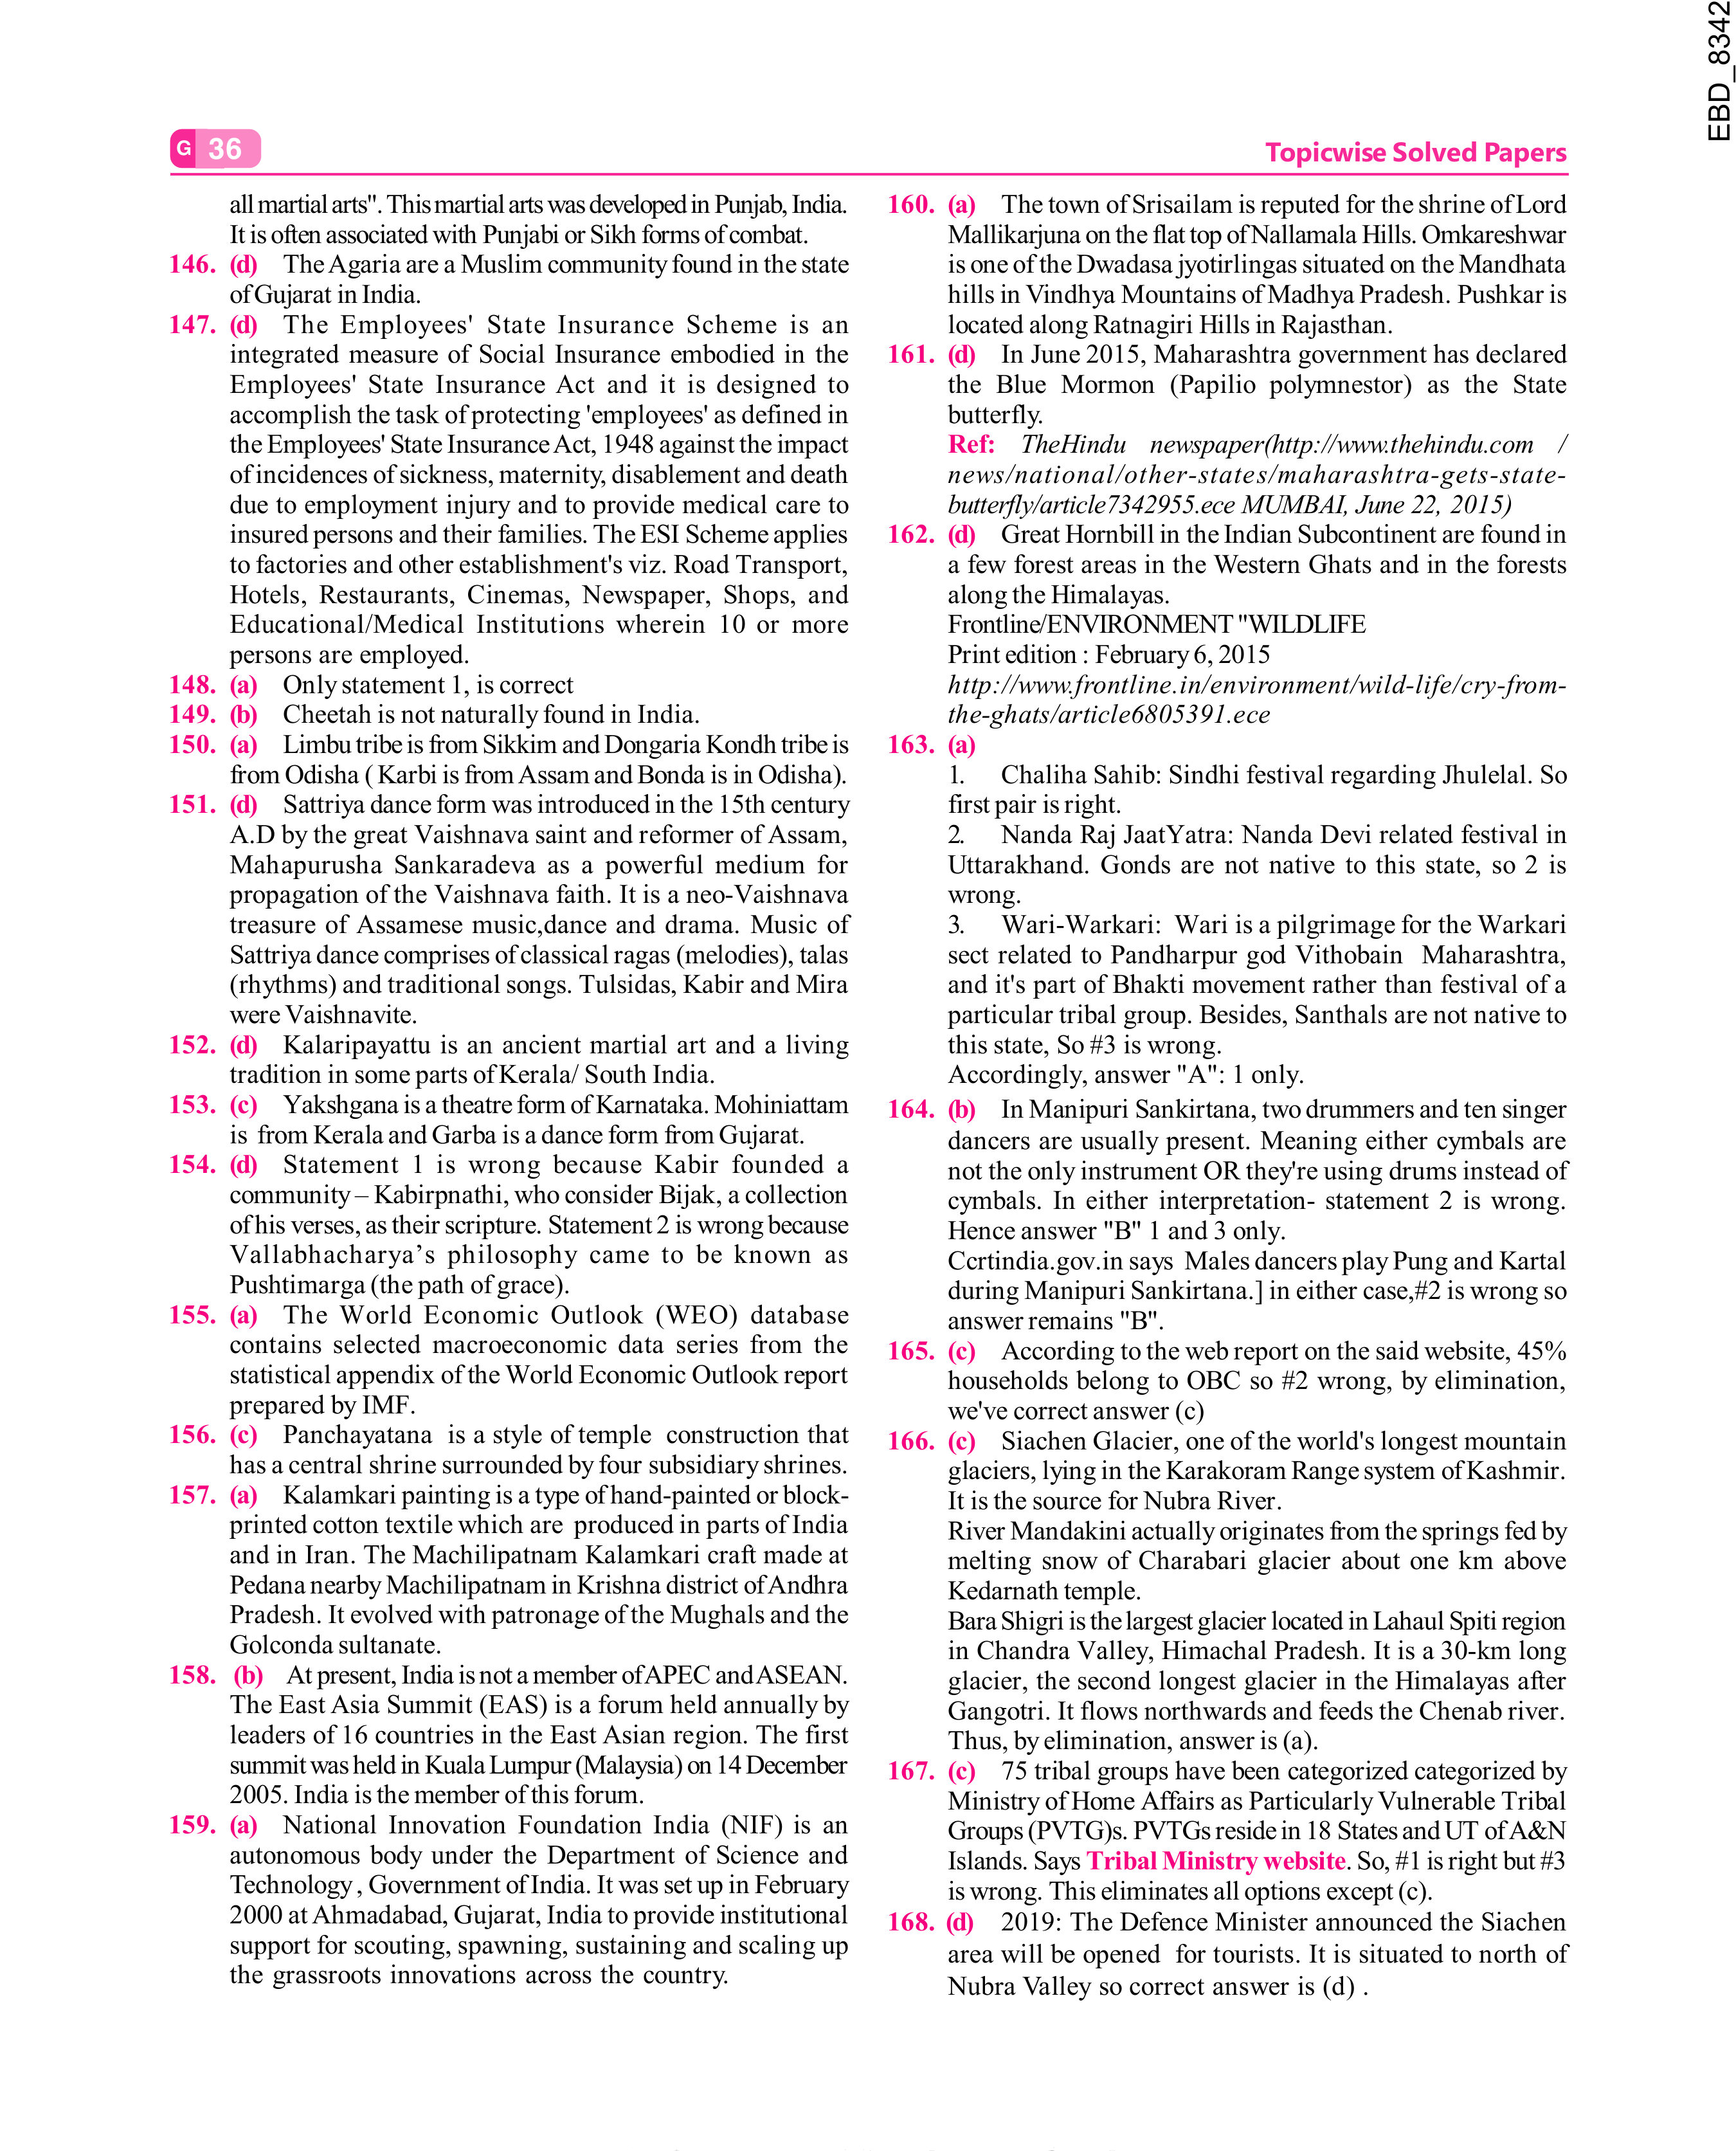 EBD_8342
G 36
Topicwise Solved Papers
all martial arts". This martial arts was developed in Punjab, India.
It is often associated with Punjabi or Sikh forms of combat.
146. (d) The Agaria are a Muslim community found in the state
of Gujarat in India.
147. (d) The Employees' State Insurance Scheme is an
integrated measure of Social Insurance embodied in the
Employees' State Insurance Act and it is designed to
accomplish the task of protecting 'employees' as defined in
the Employees' State Insurance Act, 1948 against the impact
of incidences of sickness, maternity, disablement and death
due to employment injury and to provide medical care to
insured persons and their families. The ESI Scheme applies
to factories and other establishment's viz. Road Transport,
Hotels, Restaurants, Cinemas, Newspaper, Shops, and
Educational/Medical Institutions wherein 10 or more
persons are employed.
148. (a) Only statement 1, is correct
149. (b) Cheetah is not naturally found in India.
150. (a) Limbu tribe is from Sikkim and Dongaria Kondh tribe is
from Odisha ( Karbi is from Assam and Bonda is in Odisha).
151. (d) Sattriya dance form was introduced in the 15th century
A.D by the great Vaishnava saint and reformer of Assam,
Mahapurusha Sankaradeva as a powerful medium for
propagation of the Vaishnava faith. It is a neo-Vaishnava
treasure of Assamese music,dance and drama. Music of
Sattriya dance comprises of classical ragas (melodies), talas
(rhythms) and traditional songs. Tulsidas, Kabir and Mira
were Vaishnavite.
152. (d) Kalaripayattu is an ancient martial art and a living
tradition in some parts of Kerala/ South India.
153. (c) Yakshgana is a theatre form of Karnataka. Mohiniattam
is from Kerala and Garba is a dance form from Gujarat.
154. (d) Statement 1 is wrong because Kabir founded a
community – Kabirpnathi, who consider Bijak, a collection
of his verses, as their scripture. Statement 2 is wrong because
Vallabhacharya’s philosophy came to be known as
Pushtimarga (the path of grace).
155. (a) The World Economic Outlook (WEO) database
contains selected macroeconomic data series from the
statistical appendix of the World Economic Outlook report
prepared by IMF.
156. (c) Panchayatana is a style of temple construction that
has a central shrine surrounded by four subsidiary shrines.
157. (a) Kalamkari painting is a type of hand-painted or block-
printed cotton textile which are produced in parts of India
and in Iran. The Machilipatnam Kalamkari craft made at
Pedana nearby Machilipatnam in Krishna district of Andhra
Pradesh. It evolved with patronage of the Mughals and the
Golconda sultanate.
158. (b) At present, India is not a member of APEC and ASEAN.
The East Asia Summit (EAS) is a forum held annually by
leaders of 16 countries in the East Asian region. The first
summit was held in Kuala Lumpur (Malaysia) on 14 December
2005. India is the member of this forum.
159. (a) National Innovation Foundation India (NIF) is an
autonomous body under the Department of Science and
Technology , Government of India. It was set up in February
2000 at Ahmadabad, Gujarat, India to provide institutional
support for scouting, spawning, sustaining and scaling up
the grassroots innovations across the country.
160. (a) The town of Srisailam is reputed for the shrine of Lord
Mallikarjuna on the flat top of Nallamala Hills. Omkareshwar
is one of the Dwadasa jyotirlingas situated on the Mandhata
hills in Vindhya Mountains of Madhya Pradesh. Pushkar is
located along Ratnagiri Hills in Rajasthan.
161. (d) In June 2015, Maharashtra government has declared
the Blue Mormon (Papilio polymnestor) as the State
butterfly.
Ref: TheHindu newspaper(http://www.thehindu.com /
news/national/other-states/maharashtra-gets-state-
butterfly/article7342955.ece MUMBAI, June 22, 2015)
162. (d) Great Hornbill in the Indian Subcontinent are found in
a few forest areas in the Western Ghats and in the forests
along the Himalayas.
Frontline/ENVIRONMENT "WILDLIFE
Print edition : February 6, 2015
http://www.frontline.in/environment/wild-life/cry-from-
the-ghats/article6805391.ece
163. (a)
1. Chaliha Sahib: Sindhi festival regarding Jhulelal. So
first pair is right.
2. Nanda Raj JaatYatra: Nanda Devi related festival in
Uttarakhand. Gonds are not native to this state, so 2 is
wrong.
3. Wari-Warkari: Wari is a pilgrimage for the Warkari
sect related to Pandharpur god Vithobain Maharashtra,
and it's part of Bhakti movement rather than festival of a
particular tribal group. Besides, Santhals are not native to
this state, So #3 is wrong.
Accordingly, answer "A": 1 only.
164. (b) In Manipuri Sankirtana, two drummers and ten singer
dancers are usually present. Meaning either cymbals are
not the only instrument OR they're using drums instead of
cymbals. In either interpretation- statement 2 is wrong.
Hence answer "B" 1 and 3 only.
Ccrtindia.gov.in says Males dancers play Pung and Kartal
during Manipuri Sankirtana.] in either case,#2 is wrong so
answer remains "B".
165. (c) According to the web report on the said website, 45%
households belong to OBC so #2 wrong, by elimination,
we've correct answer (c)
166. (c) Siachen Glacier, one of the world's longest mountain
glaciers, lying in the Karakoram Range system of Kashmir.
It is the source for Nubra River.
River Mandakini actually originates from the springs fed by
melting snow of Charabari glacier about one km above
Kedarnath temple.
Bara Shigri is the largest glacier located in Lahaul Spiti region
in Chandra Valley, Himachal Pradesh. It is a 30-km long
glacier, the second longest glacier in the Himalayas after
Gangotri. It flows northwards and feeds the Chenab river.
Thus, by elimination, answer is (a).
167. (c) 75 tribal groups have been categorized categorized by
Ministry of Home Affairs as Particularly Vulnerable Tribal
Groups (PVTG)s. PVTGs reside in 18 States and UT of A&N
Islands. Says Tribal Ministry website. So, #1 is right but #3
is wrong. This eliminates all options except (c).
168. (d) 2019: The Defence Minister announced the Siachen
area will be opened for tourists. It is situated to north of
Nubra Valley so correct answer is (d) .